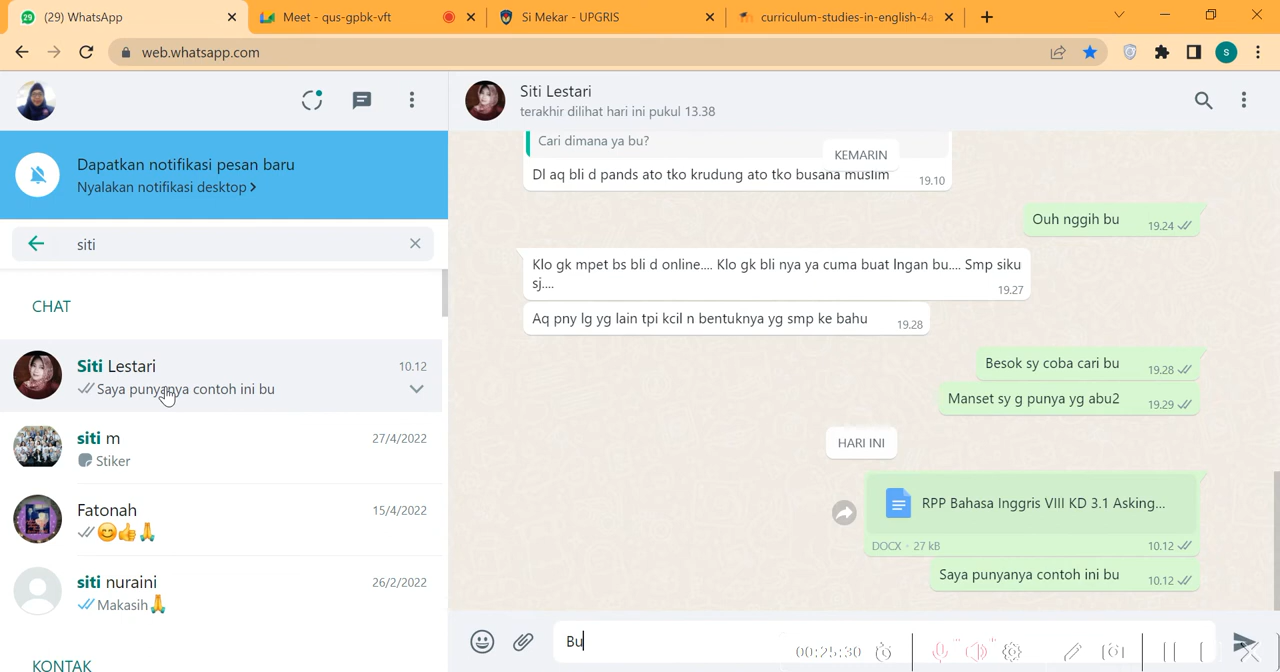 (29) WhatsApp
Meet - qus-gpbk-vft
Si Mekar - UPGRIS
curriculum-studies-in-english-4a
29
web.whatsapp.com
S
Siti Lestari
terakhir dilihat hari ini pukul 13.38
Dapatkan notifikasi pesan baru
Nyalakan notifikasi desktop >
siti
CHAT
Siti Lestari
10.12
Saya punyanya contoh ini bu
siti m
27/4/2022
Stiker
Fatonah
15/4/2022
siti nuraini
26/2/2022
Makasih
KONTAK
Cari dimana ya bu?
KEMARIN
Dl aq bli d pands ato tko krudung ato tko busana muslim
19.10
Ouh nggih bu
19.24
Klo gk mpet bs bli d online.... Klo gk bli nya ya cuma buat lngan bu.... Smp siku
sj....
19.27
Aq pny lg yg lain tpi kcil n bentuknya yg smp ke bahu
19.28
Besok sy coba cari bu
19.28
Manset sy g punya yg abu2
19.29
HARI INI
RPP Bahasa Inggris VIII KD 3.1 Asking...
DOCX • 27 kB
10.12
Saya punyanya contoh ini bu
10.12
Bu
00:25:30